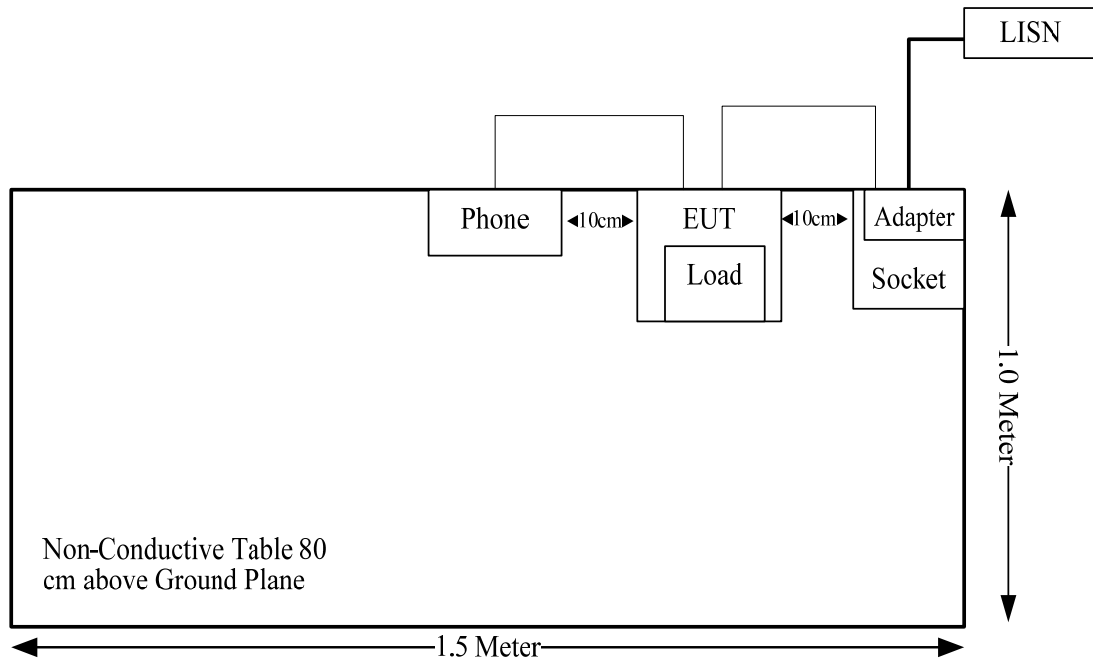 LISN
Phone
10cm
EUT
10cm
Adapter
Load
Socket
1.0 Meter
Non-Conductive Table 80
cm above Ground Plane
1.5 Meter